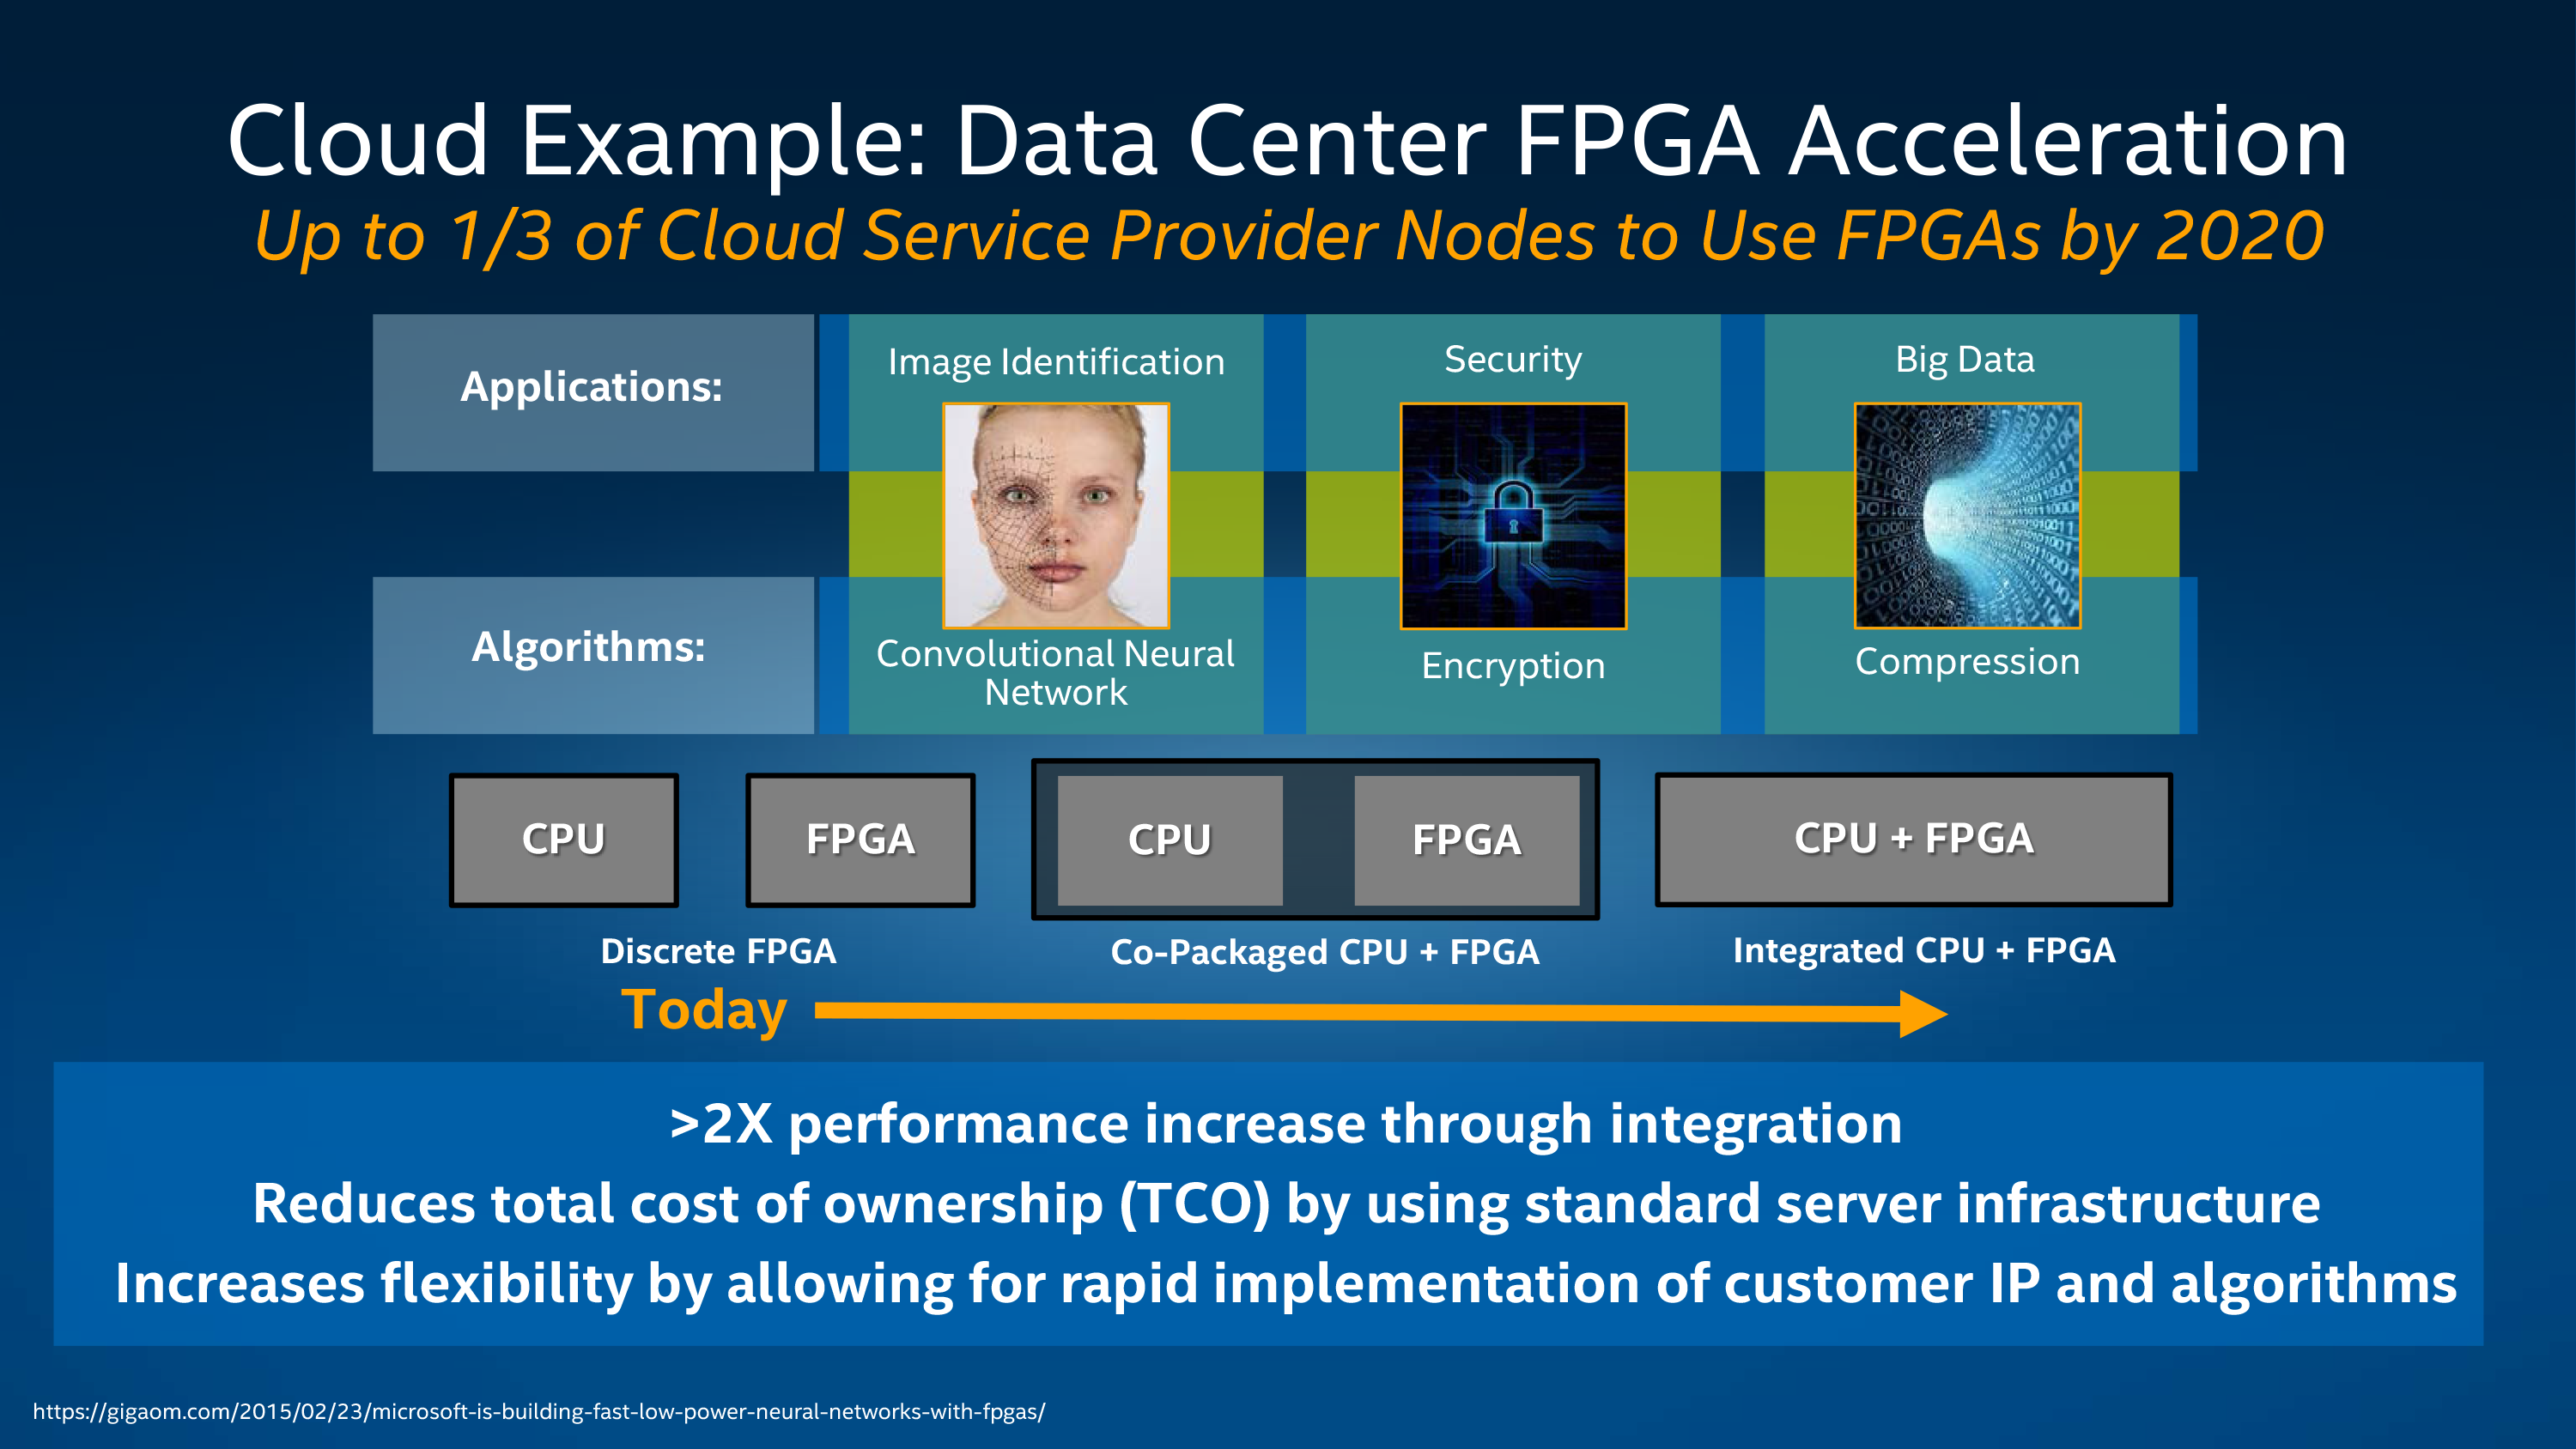 Cloud Example: Data Center FPGA Acceleration
Up to 1/3 of Cloud Service Provider Nodes to Use FPGAs by 2020
Applications:
Image Identification
Security
Big Data
Algorithms:
Convolutional Neural
Network
Encryption
Compression
CPU
FPGA
CPU
FPGA
CPU + FPGA
Discrete FPGA
Co-Packaged CPU + FPGA
Integrated CPU + FPGA
Today
>2X performance increase through integration
Reduces total cost of ownership (TCO) by using standard server infrastructure
Increases flexibility by allowing for rapid implementation of customer IP and algorithms
https://gigaom.com/2015/02/23/microsoft-is-building-fast-low-power-neural-networks-with-fpgas/